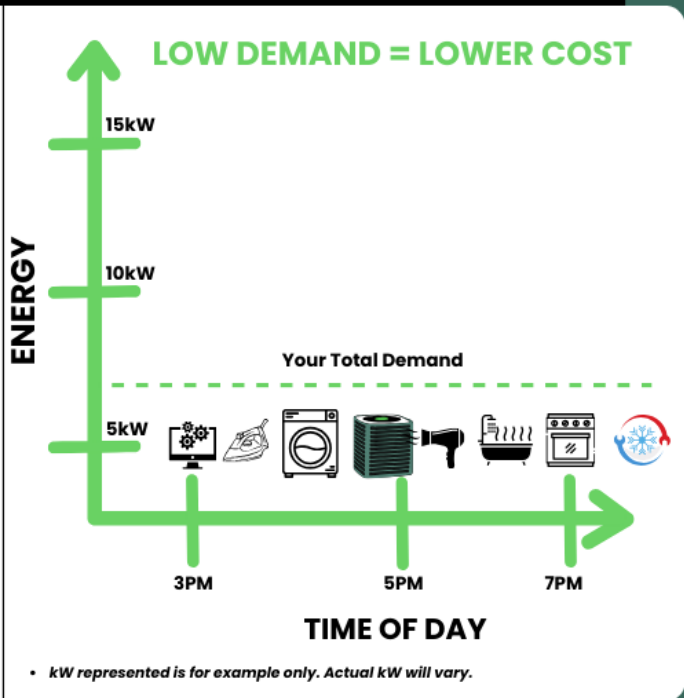 LOW DEMAND = LOWER COST
15kW
ENERGY
10kW
Your Total Demand
5kW
3PM
5PM
7PM
TIME OF DAY
• kW represented is for example only. Actual kW will vary.